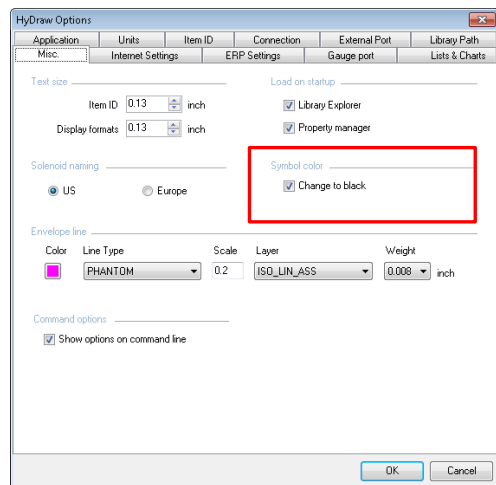 HyDraw Options
Application Units Item ID Connection External Port Library Path
Misc. Internet Settings ERP Settings Gauge port Lists & Charts
Text size Load on startup
Item ID 0.13 inch Library Explorer
Display formats 0.13 inch Property manager
Solenoid naming Symbol color
US Europe Change to black
Envelope line
Color Line Type Scale Layer Weight
PHANTOM 0.2 ISO_LIN_ASS 0.008 inch
Command options
Show options on command line
OK Cancel